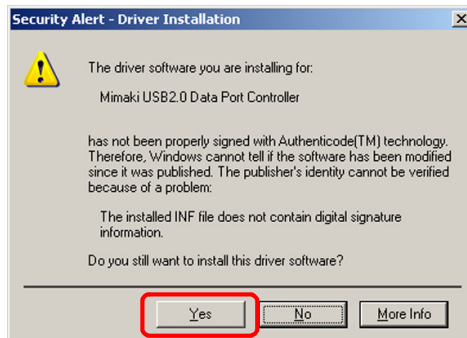 Security Alert - Driver Installation
The driver software you are installing for:
Mimaki USB2.0 Data Port Controller
has not been properly signed with Authenticode(TM) technology.
Therefore, Windows cannot tell if the software has been modified
since it was published. The publisher's identity cannot be verified
because of a problem:
The installed INF file does not contain digital signature
information.
Do you still want to install this driver software?
Yes No More Info